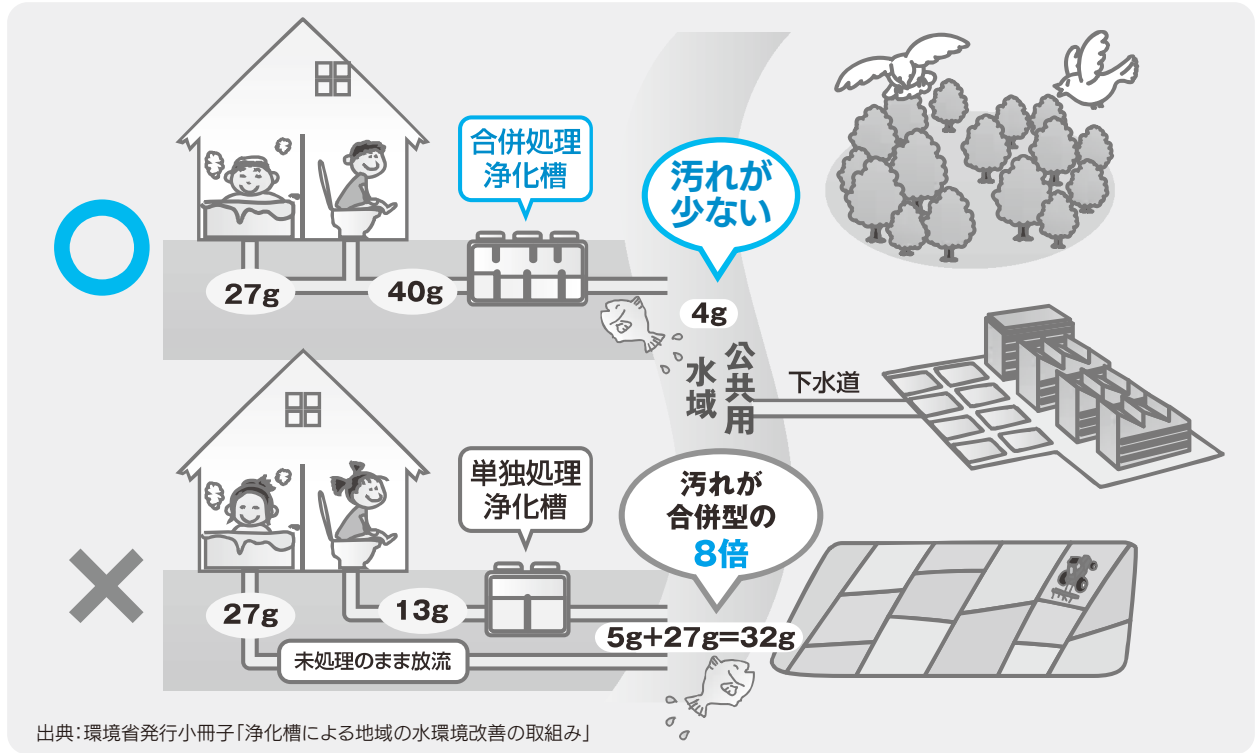 合併処理
浄化槽
汚れが
少ない
27g
40g
4g
公共用
水域
下水道
単独処理
浄化槽
汚れが
合併型の
8倍
27g
13g
5g+27g=32g
未処理のまま放流
出典：環境省発行小冊子「浄化槽による地域の水環境改善の取組み」